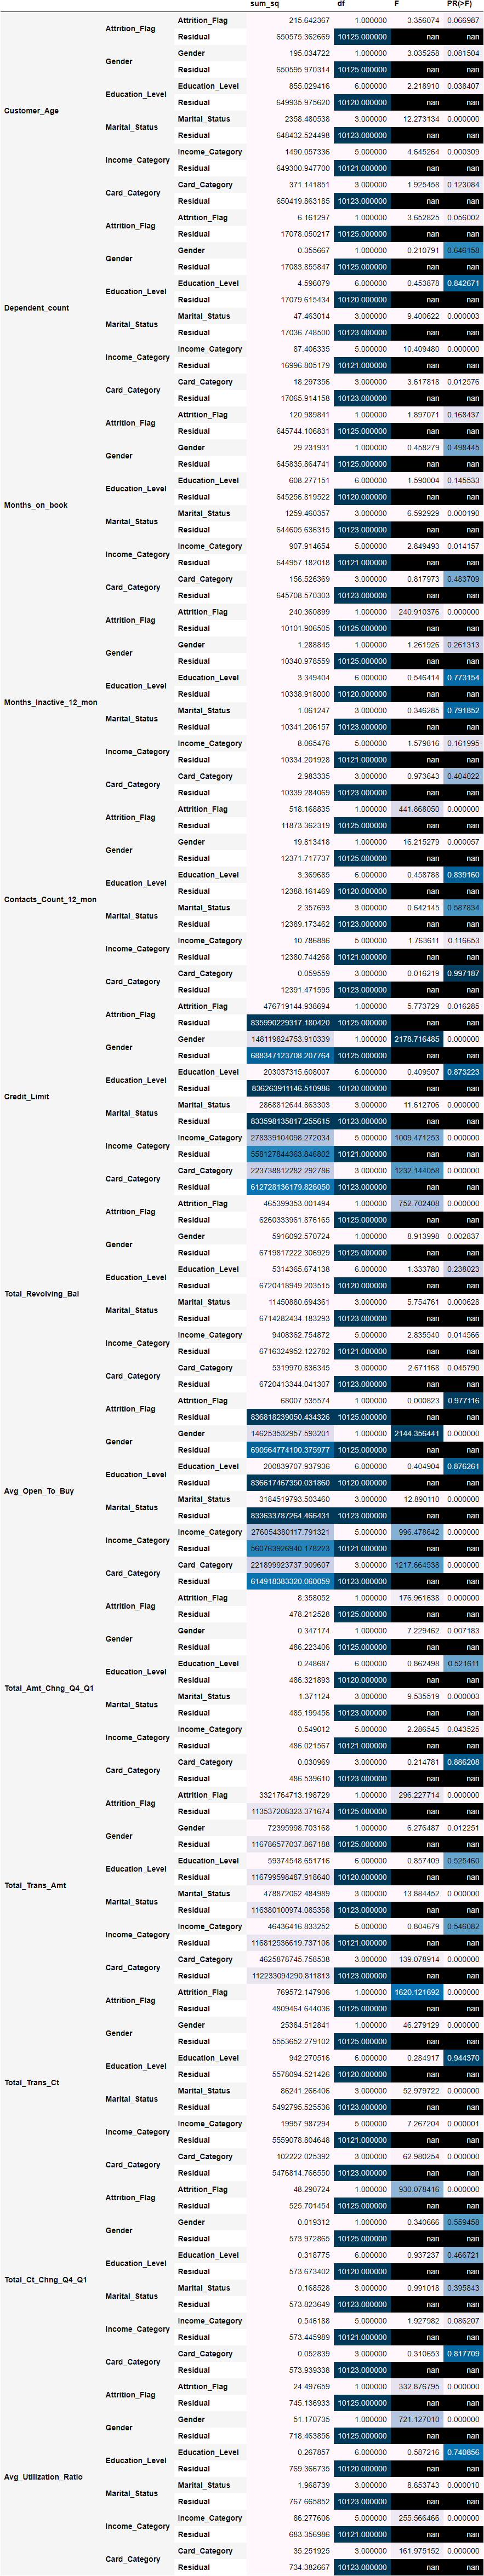 sum_sq df F PR(>F)
Customer_Age
Attrition_Flag Attrition_Flag 215.642367 1.000000 3.356074 0.066987
Residual 650575.362669 10125.000000 nan nan
Gender Gender 195.034722 1.000000 3.035258 0.081504
Residual 650595.970314 10125.000000 nan nan
Education_Level Education_Level 855.029416 6.000000 2.218910 0.038407
Residual 649935.975620 10120.000000 nan nan
Marital_Status Marital_Status 2358.480538 3.000000 12.273134 0.000000
Residual 648432.524498 10123.000000 nan nan
Income_Category Income_Category 1490.057336 5.000000 4.645264 0.000309
Residual 649300.947700 10121.000000 nan nan
Card_Category Card_Category 371.141851 3.000000 1.925458 0.123084
Residual 650419.863185 10123.000000 nan nan
Dependent_count
Attrition_Flag Attrition_Flag 6.161297 1.000000 3.652825 0.056002
Residual 17078.050217 10125.000000 nan nan
Gender Gender 0.355667 1.000000 0.210791 0.646158
Residual 17083.855847 10125.000000 nan nan
Education_Level Education_Level 4.596079 6.000000 0.453878 0.842671
Residual 17079.615434 10120.000000 nan nan
Marital_Status Marital_Status 47.463014 3.000000 9.400622 0.000003
Residual 17036.748500 10123.000000 nan nan
Income_Category Income_Category 87.406335 5.000000 10.409480 0.000000
Residual 16996.805179 10121.000000 nan nan
Card_Category Card_Category 18.297356 3.000000 3.617818 0.012576
Residual 17065.914158 10123.000000 nan nan
Months_on_book
Attrition_Flag Attrition_Flag 120.989841 1.000000 1.897071 0.168437
Residual 645744.106831 10125.000000 nan nan
Gender Gender 29.231931 1.000000 0.458279 0.498445
Residual 645835.864741 10125.000000 nan nan
Education_Level Education_Level 608.277151 6.000000 1.590004 0.145533
Residual 645256.819522 10120.000000 nan nan
Marital_Status Marital_Status 1259.460357 3.000000 6.592929 0.000190
Residual 644605.636315 10123.000000 nan nan
Income_Category Income_Category 907.914654 5.000000 2.849493 0.014157
Residual 644957.182018 10121.000000 nan nan
Card_Category Card_Category 156.526369 3.000000 0.817973 0.483709
Residual 645708.570303 10123.000000 nan nan
Months_Inactive_12_mon
Attrition_Flag Attrition_Flag 240.360899 1.000000 240.910376 0.000000
Residual 10101.906505 10125.000000 nan nan
Gender Gender 1.288845 1.000000 1.261926 0.261313
Residual 10340.978559 10125.000000 nan nan
Education_Level Education_Level 3.349404 6.000000 0.546414 0.773154
Residual 10338.918000 10120.000000 nan nan
Marital_Status Marital_Status 1.061247 3.000000 0.346285 0.791852
Residual 10341.206157 10123.000000 nan nan
Income_Category Income_Category 8.065476 5.000000 1.579816 0.161995
Residual 10334.201928 10121.000000 nan nan
Card_Category Card_Category 2.983335 3.000000 0.973643 0.404022
Residual 10339.284069 10123.000000 nan nan
Contacts_Count_12_mon
Attrition_Flag Attrition_Flag 518.168835 1.000000 441.868050 0.000000
Residual 11873.362319 10125.000000 nan nan
Gender Gender 19.813418 1.000000 16.215279 0.000057
Residual 12371.717737 10125.000000 nan nan
Education_Level Education_Level 3.369685 6.000000 0.458788 0.839160
Residual 12388.161469 10120.000000 nan nan
Marital_Status Marital_Status 2.357693 3.000000 0.642145 0.587834
Residual 12389.173462 10123.000000 nan nan
Income_Category Income_Category 10.786886 5.000000 1.763611 0.116653
Residual 12380.744268 10121.000000 nan nan
Card_Category Card_Category 0.059559 3.000000 0.016219 0.997187
Residual 12391.471595 10123.000000 nan nan
Credit_Limit
Attrition_Flag Attrition_Flag 476719144.938694 1.000000 5.773729 0.016285
Residual 835990229317.180420 10125.000000 nan nan
Gender Gender 148119824753.910339 1.000000 2178.716485 0.000000
Residual 688347123708.207764 10125.000000 nan nan
Education_Level Education_Level 203037315.608007 6.000000 0.409507 0.873223
Residual 836263911146.510986 10120.000000 nan nan
Marital_Status Marital_Status 2868812644.863303 3.000000 11.612706 0.000000
Residual 833598135817.255615 10123.000000 nan nan
Income_Category Income_Category 278339104098.272034 5.000000 1009.471253 0.000000
Residual 558127844363.846802 10121.000000 nan nan
Card_Category Card_Category 223738812282.292786 3.000000 1232.144058 0.000000
Residual 612728136179.826050 10123.000000 nan nan
Total_Revolving_Bal
Attrition_Flag Attrition_Flag 465399353.001494 1.000000 752.702408 0.000000
Residual 6260333961.876165 10125.000000 nan nan
Gender Gender 5916092.570724 1.000000 8.913998 0.002837
Residual 6719817222.306929 10125.000000 nan nan
Education_Level Education_Level 5314365.674138 6.000000 1.333780 0.238023
Residual 6720418949.203515 10120.000000 nan nan
Marital_Status Marital_Status 11450880.694361 3.000000 5.754761 0.000628
Residual 6714282434.183293 10123.000000 nan nan
Income_Category Income_Category 9408362.754872 5.000000 2.835540 0.014566
Residual 6716324952.122782 10121.000000 nan nan
Card_Category Card_Category 5319970.836345 3.000000 2.671168 0.045790
Residual 6720413344.041307 10123.000000 nan nan
Avg_Open_To_Buy
Attrition_Flag Attrition_Flag 68007.535574 1.000000 0.000823 0.977116
Residual 836818239050.434326 10125.000000 nan nan
Gender Gender 146253532957.593201 1.000000 2144.356441 0.000000
Residual 690564774100.375977 10125.000000 nan nan
Education_Level Education_Level 200839707.937936 6.000000 0.404904 0.876261
Residual 836617467350.031860 10120.000000 nan nan
Marital_Status Marital_Status 3184519793.503460 3.000000 12.890110 0.000000
Residual 833633787264.466431 10123.000000 nan nan
Income_Category Income_Category 276054380117.791321 5.000000 996.478642 0.000000
Residual 560763926940.178223 10121.000000 nan nan
Card_Category Card_Category 221899923737.909607 3.000000 1217.664538 0.000000
Residual 614918383320.060059 10123.000000 nan nan
Total_Amt_Chng_Q4_Q1
Attrition_Flag Attrition_Flag 8.358052 1.000000 176.961638 0.000000
Residual 478.212528 10125.000000 nan nan
Gender Gender 0.347174 1.000000 7.229462 0.007183
Residual 486.223406 10125.000000 nan nan
Education_Level Education_Level 0.248687 6.000000 0.862498 0.521611
Residual 486.321893 10120.000000 nan nan
Marital_Status Marital_Status 1.371124 3.000000 9.535519 0.000003
Residual 485.199456 10123.000000 nan nan
Income_Category Income_Category 0.549012 5.000000 2.286545 0.043525
Residual 486.021567 10121.000000 nan nan
Card_Category Card_Category 0.030969 3.000000 0.214781 0.886208
Residual 486.539610 10123.000000 nan nan
Total_Trans_Amt
Attrition_Flag Attrition_Flag 3321764713.198729 1.000000 296.227714 0.000000
Residual 113537208323.371674 10125.000000 nan nan
Gender Gender 72395998.703168 1.000000 6.276487 0.012251
Residual 116786577037.867188 10125.000000 nan nan
Education_Level Education_Level 59374548.651716 6.000000 0.857409 0.525460
Residual 116799598487.918640 10120.000000 nan nan
Marital_Status Marital_Status 478872062.484989 3.000000 13.884452 0.000000
Residual 116380100974.085358 10123.000000 nan nan
Income_Category Income_Category 46436416.833252 5.000000 0.804679 0.546082
Residual 116812536619.737106 10121.000000 nan nan
Card_Category Card_Category 4625878745.758538 3.000000 139.078914 0.000000
Residual 112233094290.811813 10123.000000 nan nan
Total_Trans_Ct
Attrition_Flag Attrition_Flag 769572.147906 1.000000 1620.121692 0.000000
Residual 4809464.644036 10125.000000 nan nan
Gender Gender 25384.512841 1.000000 46.279129 0.000000
Residual 5553652.279102 10125.000000 nan nan
Education_Level Education_Level 942.270516 6.000000 0.284917 0.944370
Residual 5578094.521426 10120.000000 nan nan
Marital_Status Marital_Status 86241.266406 3.000000 52.979722 0.000000
Residual 5492795.525536 10123.000000 nan nan
Income_Category Income_Category 19957.987294 5.000000 7.267204 0.000001
Residual 5559078.804648 10121.000000 nan nan
Card_Category Card_Category 102222.025392 3.000000 62.980254 0.000000
Residual 5476814.766550 10123.000000 nan nan
Total_Ct_Chng_Q4_Q1
Attrition_Flag Attrition_Flag 48.290724 1.000000 930.078416 0.000000
Residual 525.701454 10125.000000 nan nan
Gender Gender 0.019312 1.000000 0.340666 0.559458
Residual 573.972865 10125.000000 nan nan
Education_Level Education_Level 0.318775 6.000000 0.937237 0.466721
Residual 573.673402 10120.000000 nan nan
Marital_Status Marital_Status 0.168528 3.000000 0.991018 0.395843
Residual 573.823649 10123.000000 nan nan
Income_Category Income_Category 0.546188 5.000000 1.927982 0.086207
Residual 573.445989 10121.000000 nan nan
Card_Category Card_Category 0.052839 3.000000 0.310653 0.817709
Residual 573.939338 10123.000000 nan nan
Avg_Utilization_Ratio
Attrition_Flag Attrition_Flag 24.497659 1.000000 332.876795 0.000000
Residual 745.136933 10125.000000 nan nan
Gender Gender 51.170735 1.000000 721.127010 0.000000
Residual 718.463856 10125.000000 nan nan
Education_Level Education_Level 0.267857 6.000000 0.587216 0.740856
Residual 769.366735 10120.000000 nan nan
Marital_Status Marital_Status 1.968739 3.000000 8.653743 0.000010
Residual 767.665852 10123.000000 nan nan
Income_Category Income_Category 86.277606 5.000000 255.566466 0.000000
Residual 683.356986 10121.000000 nan nan
Card_Category Card_Category 35.251925 3.000000 161.975152 0.000000
Residual 734.382667 10123.000000 nan nan